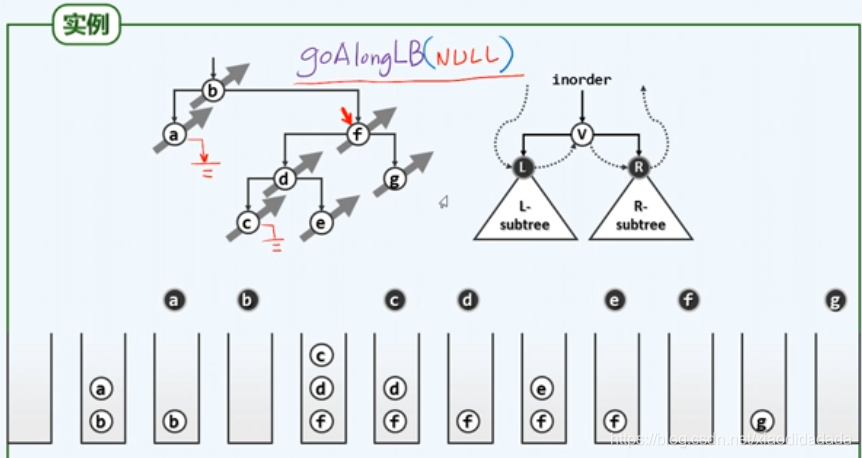 实例
goAlongLB(NULL)
inorder
b
a
f
V
d
g
L
R
c
e
L-
subtree
R-
subtree
a b c d e f g
c
a d d e
b b f f f f f g
https://blog.csdn.net/xiaodidadada